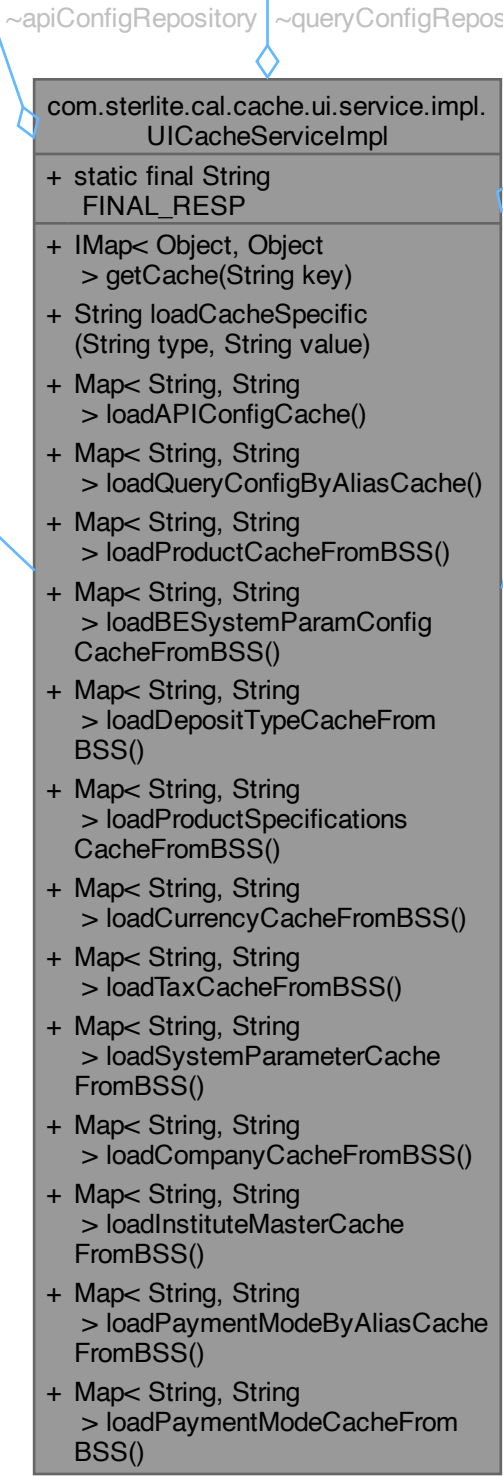 ~apiConfigRepository
~queryConfigRepos
com.sterlite.cal.cache.ui.service.impl.
UICacheServiceImpl
+ static final String
FINAL_RESP
+ IMap< Object, Object
> getCache(String key)
+ String loadCacheSpecific
(String type, String value)
+ Map< String, String
> loadAPIConfigCache()
+ Map< String, String
> loadQueryConfigByAliasCache()
+ Map< String, String
> loadProductCacheFromBSS()
+ Map< String, String
> loadBESystemParamConfig
CacheFromBSS()
+ Map< String, String
> loadDepositTypeCacheFrom
BSS()
+ Map< String, String
> loadProductSpecifications
CacheFromBSS()
+ Map< String, String
> loadCurrencyCacheFromBSS()
+ Map< String, String
> loadTaxCacheFromBSS()
+ Map< String, String
> loadSystemParameterCache
FromBSS()
+ Map< String, String
> loadCompanyCacheFromBSS()
+ Map< String, String
> loadInstituteMasterCache
FromBSS()
+ Map< String, String
> loadPaymentModeByAliasCache
FromBSS()
+ Map< String, String
> loadPaymentModeCacheFrom
BSS()